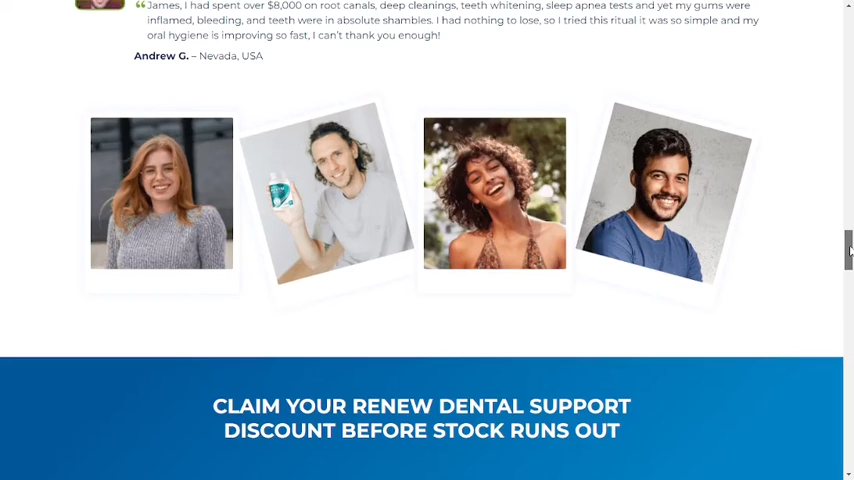 “James, I had spent over $8,000 on root canals, deep cleanings, teeth whitening, sleep apnea tests and yet my gums were
inflamed, bleeding, and teeth were in absolute shambles. I had nothing to lose, so I tried this ritual it was so simple and my
oral hygiene is improving so fast, I can’t thank you enough!
Andrew G. – Nevada, USA
CLAIM YOUR RENEW DENTAL SUPPORT
DISCOUNT BEFORE STOCK RUNS OUT